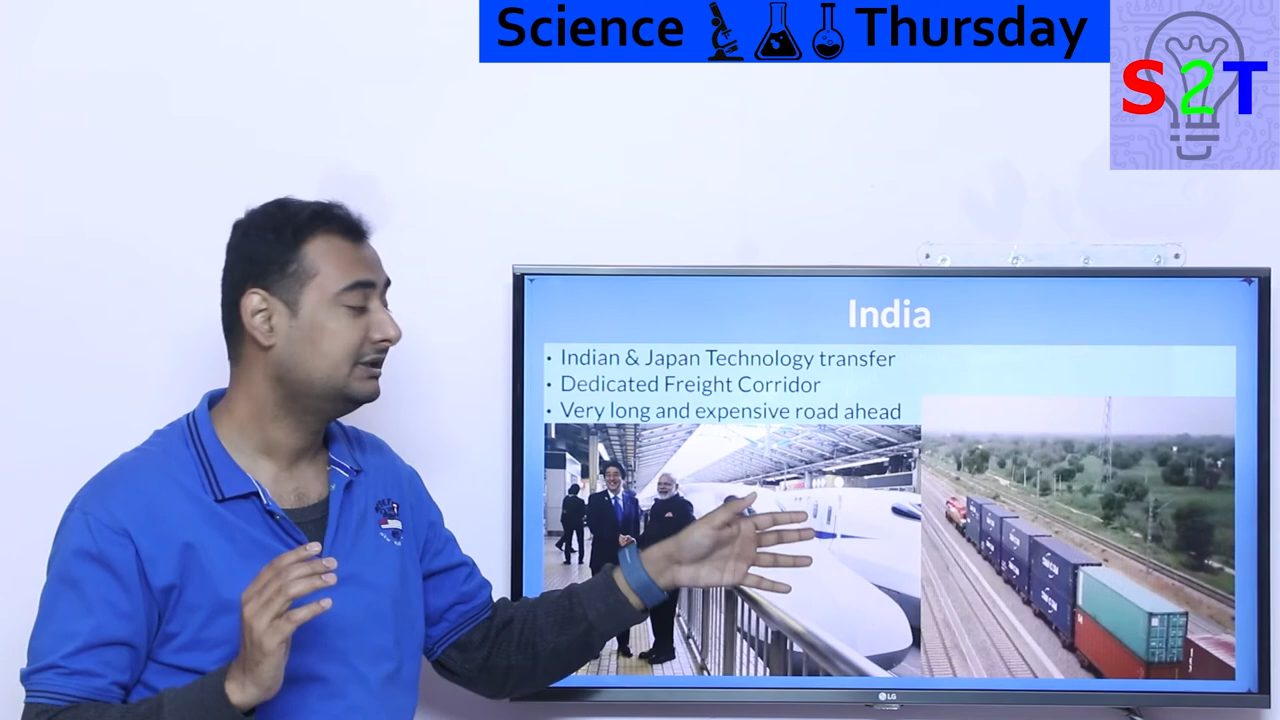 Science Thursday
S2T
India
• Indian & Japan Technology transfer
• Dedicated Freight Corridor
• Very long and expensive road ahead
LG